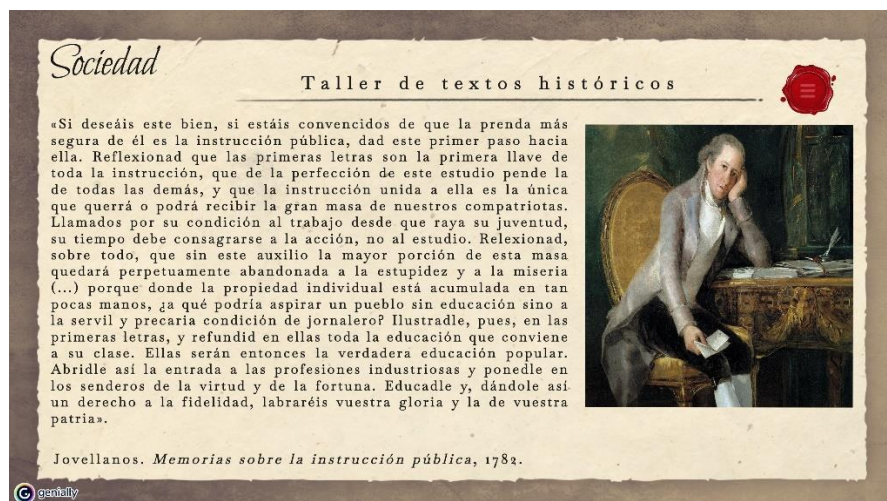 Sociedad
Taller de textos históricos
«Si deseáis este bien, si estáis convencidos de que la prenda más
segura de él es la instrucción pública, dad este primer paso hacia
ella. Reflexionad que las primeras letras son la primera llave de
toda la instrucción, que de la perfección de este estudio pende la
de todas las demás, y que la instrucción unida a ella es la única
que querrá o podrá recibir la gran masa de nuestros compatriotas.
Llamados por su condición al trabajo desde que raya su juventud,
su tiempo debe consagrarse a la acción, no al estudio. Relexionad,
sobre todo, que sin este auxilio la mayor porción de esta masa
quedará perpetuamente abandonada a la estupidez y a la miseria
(...) porque donde la propiedad individual está acumulada en tan
pocas manos, ¿a qué podría aspirar un pueblo sin educación sino a
la servil y precaria condición de jornalero? Ilustradle, pues, en las
primeras letras, y refundid en ellas toda la educación que conviene
a su clase. Ellas serán entonces la verdadera educación popular.
Abridle así la entrada a las profesiones industriosas y ponedle en
los senderos de la virtud y de la fortuna. Educadle y, dándole así
un derecho a la fidelidad, labraréis vuestra gloria y la de vuestra
patria».
Jovellanos. Memorias sobre la instrucción pública, 1782.
genially